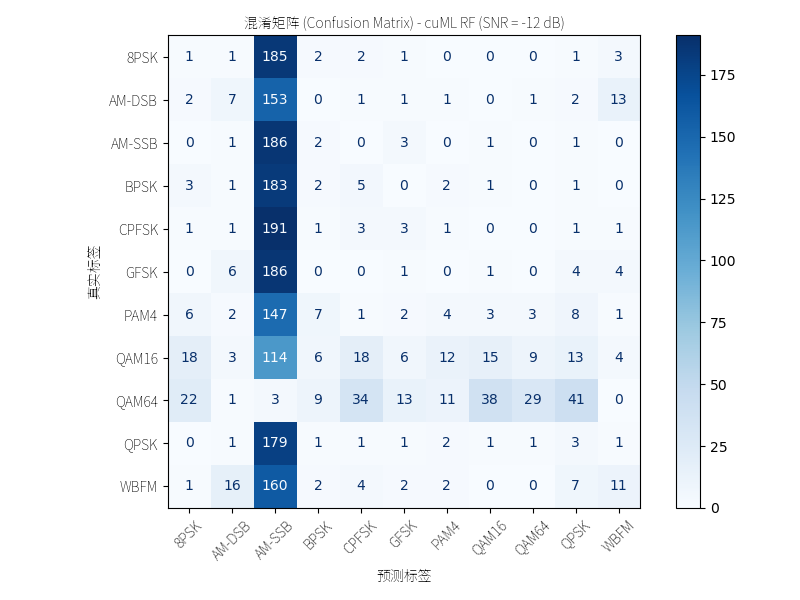 混淆矩阵 (Confusion Matrix) - cuML RF (SNR = -12 dB)
真实标签
8PSK 1 1 185 2 2 1 0 0 0 1 3
AM-DSB 2 7 153 0 1 1 1 0 1 2 13
AM-SSB 0 1 186 2 0 3 0 1 0 1 0
BPSK 3 1 183 2 5 0 2 1 0 1 0
CPFSK 1 1 191 1 3 3 1 0 0 1 1
GFSK 0 6 186 0 0 1 0 1 0 4 4
PAM4 6 2 147 7 1 2 4 3 3 8 1
QAM16 18 3 114 6 18 6 12 15 9 13 4
QAM64 22 1 3 9 34 13 11 38 29 41 0
QPSK 0 1 179 1 1 1 2 1 1 3 1
WBFM 1 16 160 2 4 2 2 0 0 7 11
8PSK AM-DSB AM-SSB BPSK CPFSK GFSK PAM4 QAM16 QAM64 QPSK WBFM
预测标签
175
150
125
100
75
50
25
0